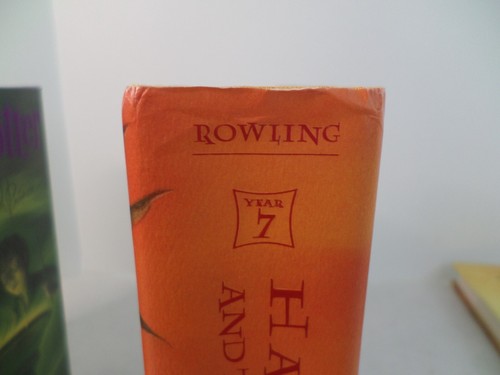 ROWLING
YEAR
7
HA
AND